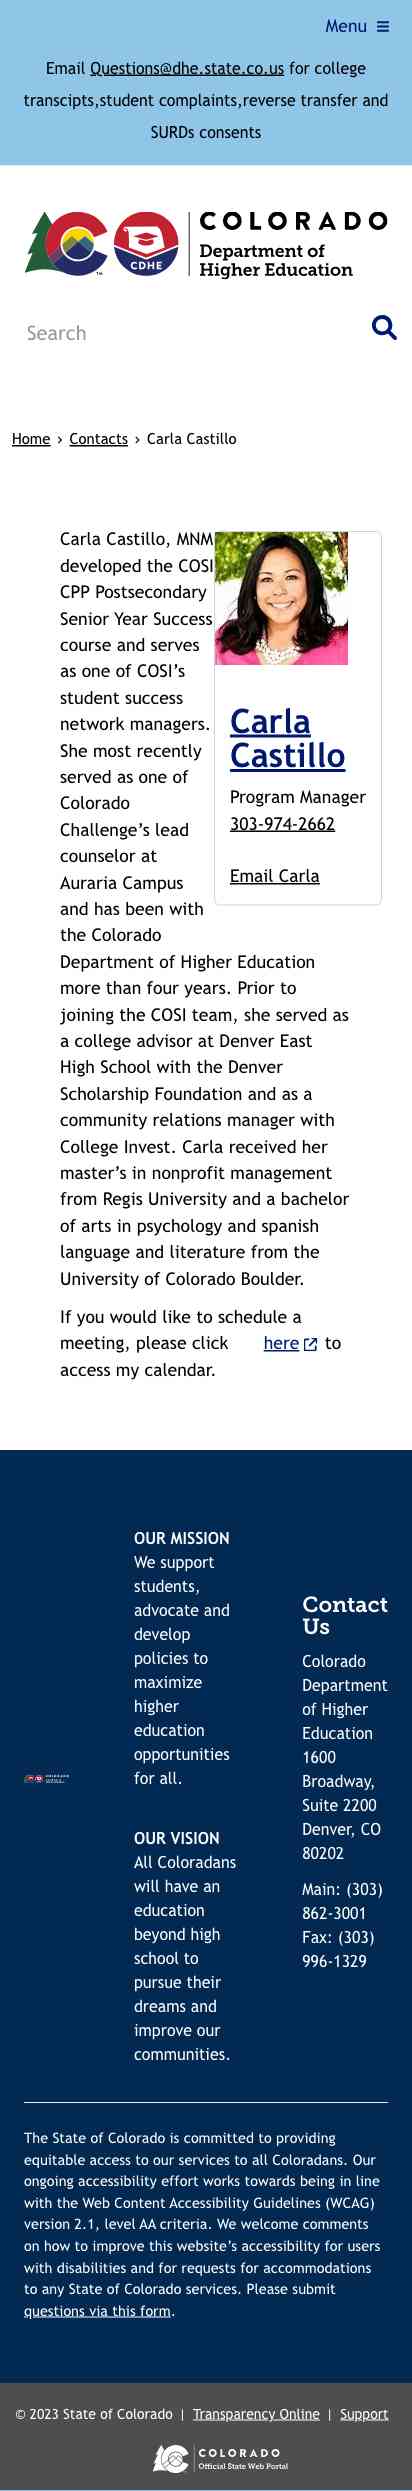 Menu
Email Questions@dhe.state.co.us for college
transcipts,student complaints,reverse transfer and
SURDs consents
CDHE
TM
COLORADO
Department of
Higher Education
Search
Home › Contacts › Carla Castillo
Carla Castillo, MNM
developed the COSI
CPP Postsecondary
Senior Year Success
course and serves
as one of COSI’s
student success
network managers.
She most recently
served as one of
Colorado
Challenge’s lead
counselor at
Auraria Campus
and has been with
the Colorado
Department of Higher Education
more than four years. Prior to
joining the COSI team, she served as
a college advisor at Denver East
High School with the Denver
Scholarship Foundation and as a
community relations manager with
College Invest. Carla received her
master’s in nonprofit management
from Regis University and a bachelor
of arts in psychology and spanish
language and literature from the
University of Colorado Boulder.
Carla
Castillo
Program Manager
303-974-2662
Email Carla
If you would like to schedule a
meeting, please click here to
access my calendar.
OUR MISSION
We support
students,
advocate and
develop
policies to
maximize
higher
education
opportunities
for all.
OUR VISION
All Coloradans
will have an
education
beyond high
school to
pursue their
dreams and
improve our
communities.
Contact
Us
Colorado
Department
of Higher
Education
1600
Broadway,
Suite 2200
Denver, CO
80202
Main: (303)
862-3001
Fax: (303)
996-1329
The State of Colorado is committed to providing
equitable access to our services to all Coloradans. Our
ongoing accessibility effort works towards being in line
with the Web Content Accessibility Guidelines (WCAG)
version 2.1, level AA criteria. We welcome comments
on how to improve this website’s accessibility for users
with disabilities and for requests for accommodations
to any State of Colorado services. Please submit
questions via this form.
© 2023 State of Colorado | Transparency Online | Support
COLORADO
Official State Web Portal